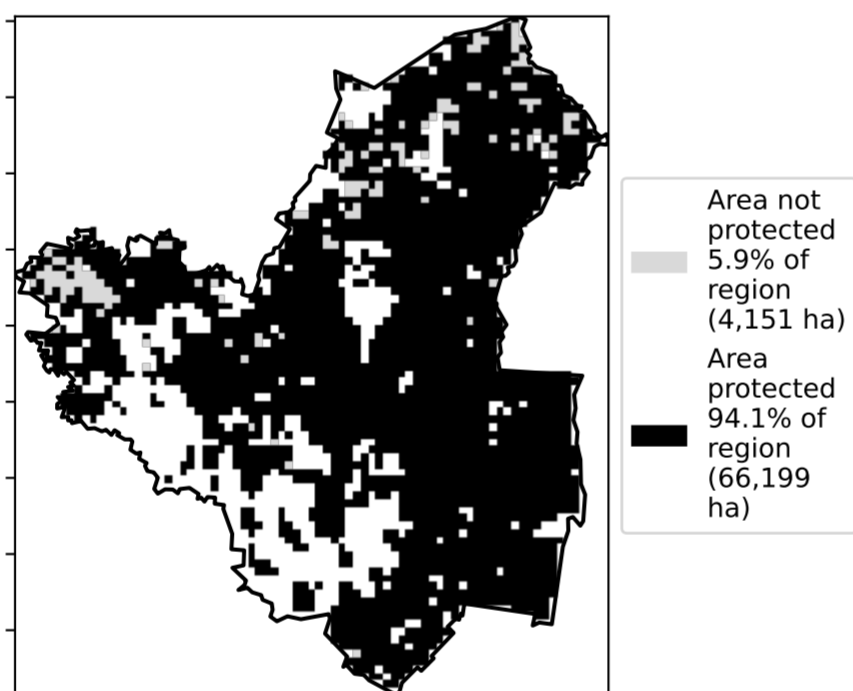 Area not
protected
5.9% of
region
(4,151 ha)
Area
protected
94.1% of
region
(66,199
ha)